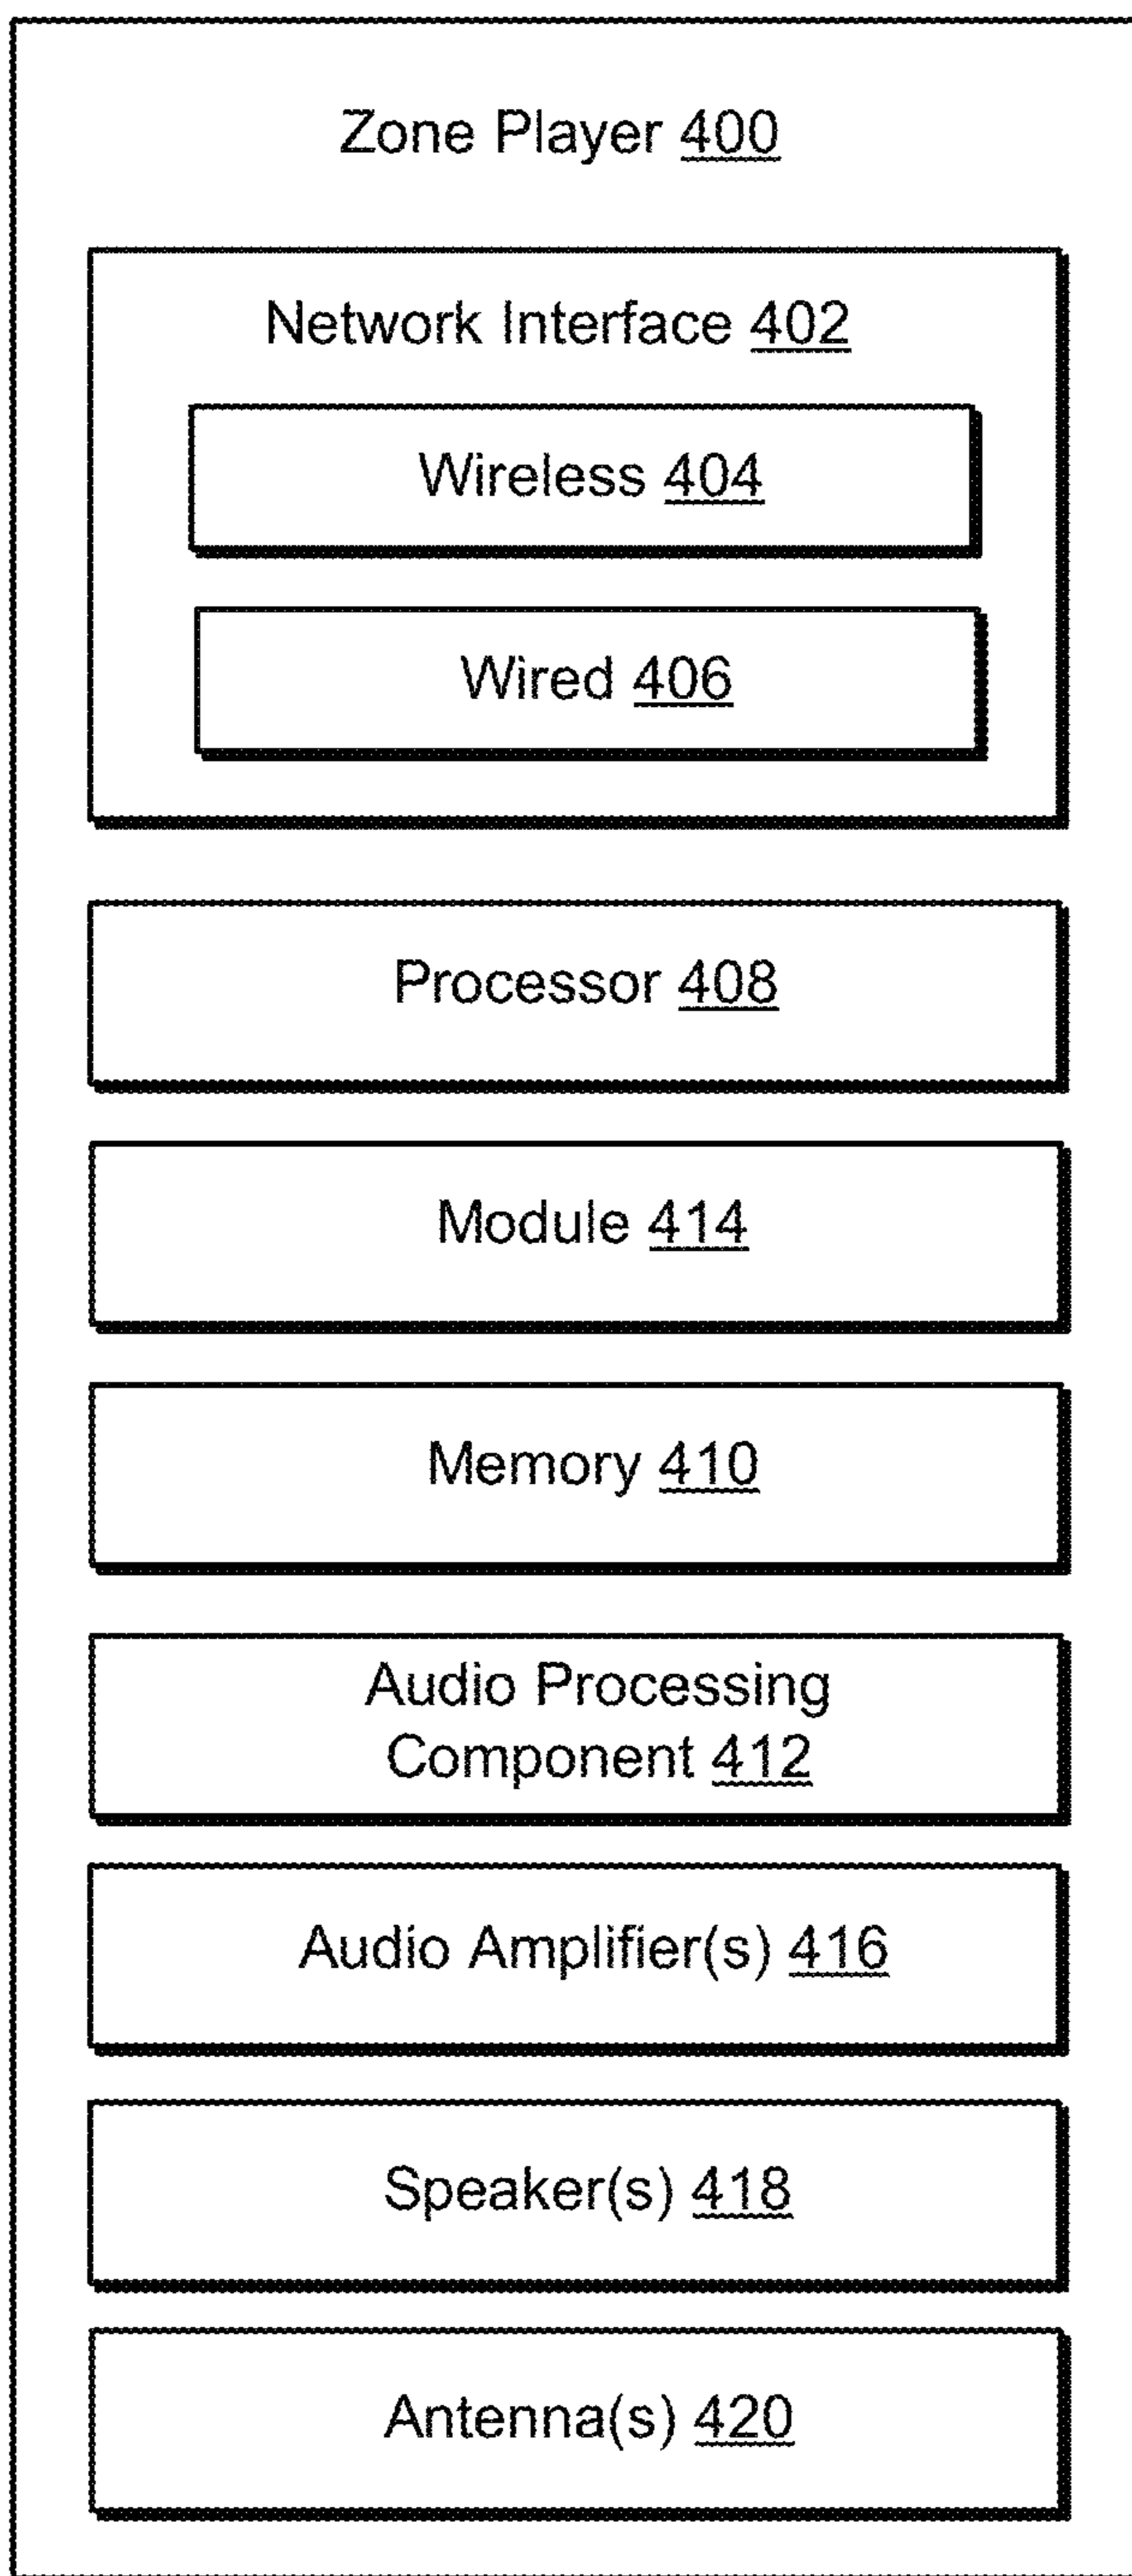 Zone Player 400
Network Interface 402
Wireless 404
Wired 406
Processor 408
Module 414
Memory 410
Audio Processing
Component 412
Audio Amplifier(s) 416
Speaker(s) 418
Antenna(s) 420